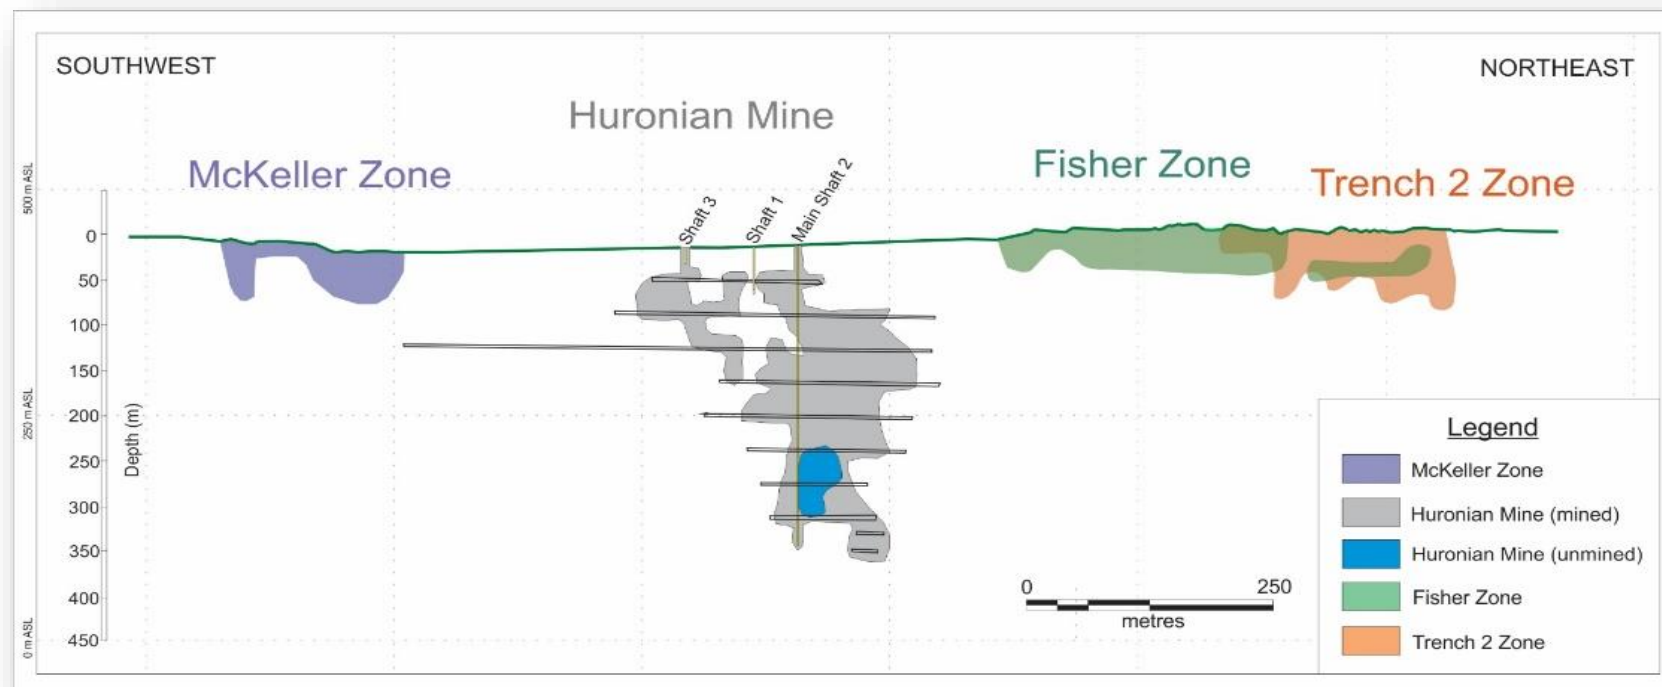 SOUTHWEST
NORTHEAST
Huronian Mine
McKeller Zone
Fisher Zone
Trench 2 Zone
500 m ASL
250 m ASL
0 m ASL
Shaft 3
Shaft 1
Main Shaft 2
0
50
100
150
200
250
300
350
400
450
Depth (m)
0
250
metres
Legend
McKeller Zone
Huronian Mine (mined)
Huronian Mine (unmined)
Fisher Zone
Trench 2 Zone